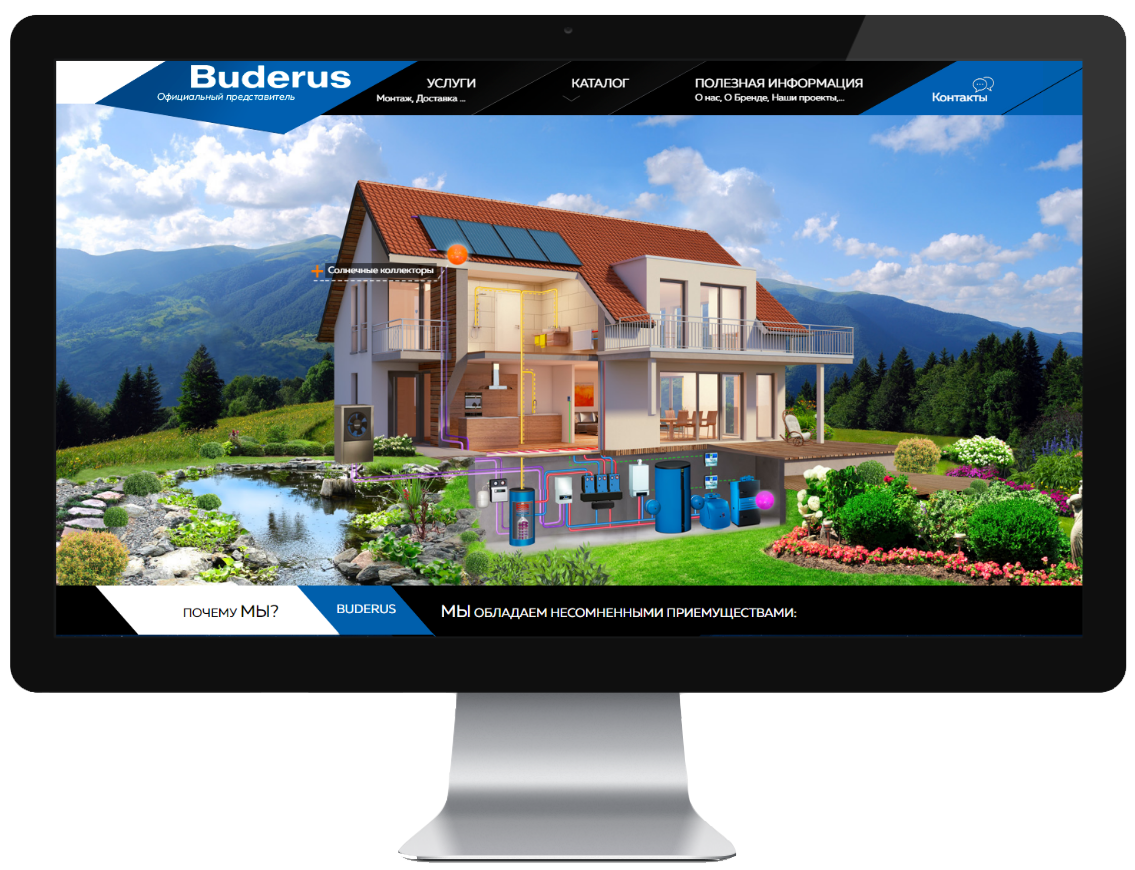 Buderus
Официальный представитель
УСЛУГИ
Монтаж, Доставка ...
КАТАЛОГ
ПОЛЕЗНАЯ ИНФОРМАЦИЯ
О нас, О Бренде, Наши проекты,...
Контакты
Солнечные коллекторы
ПОЧЕМУ МЫ?
BUDERUS
МЫ ОБЛАДАЕМ НЕСОМНЕННЫМИ ПРИЕМУЩЕСТВАМИ: